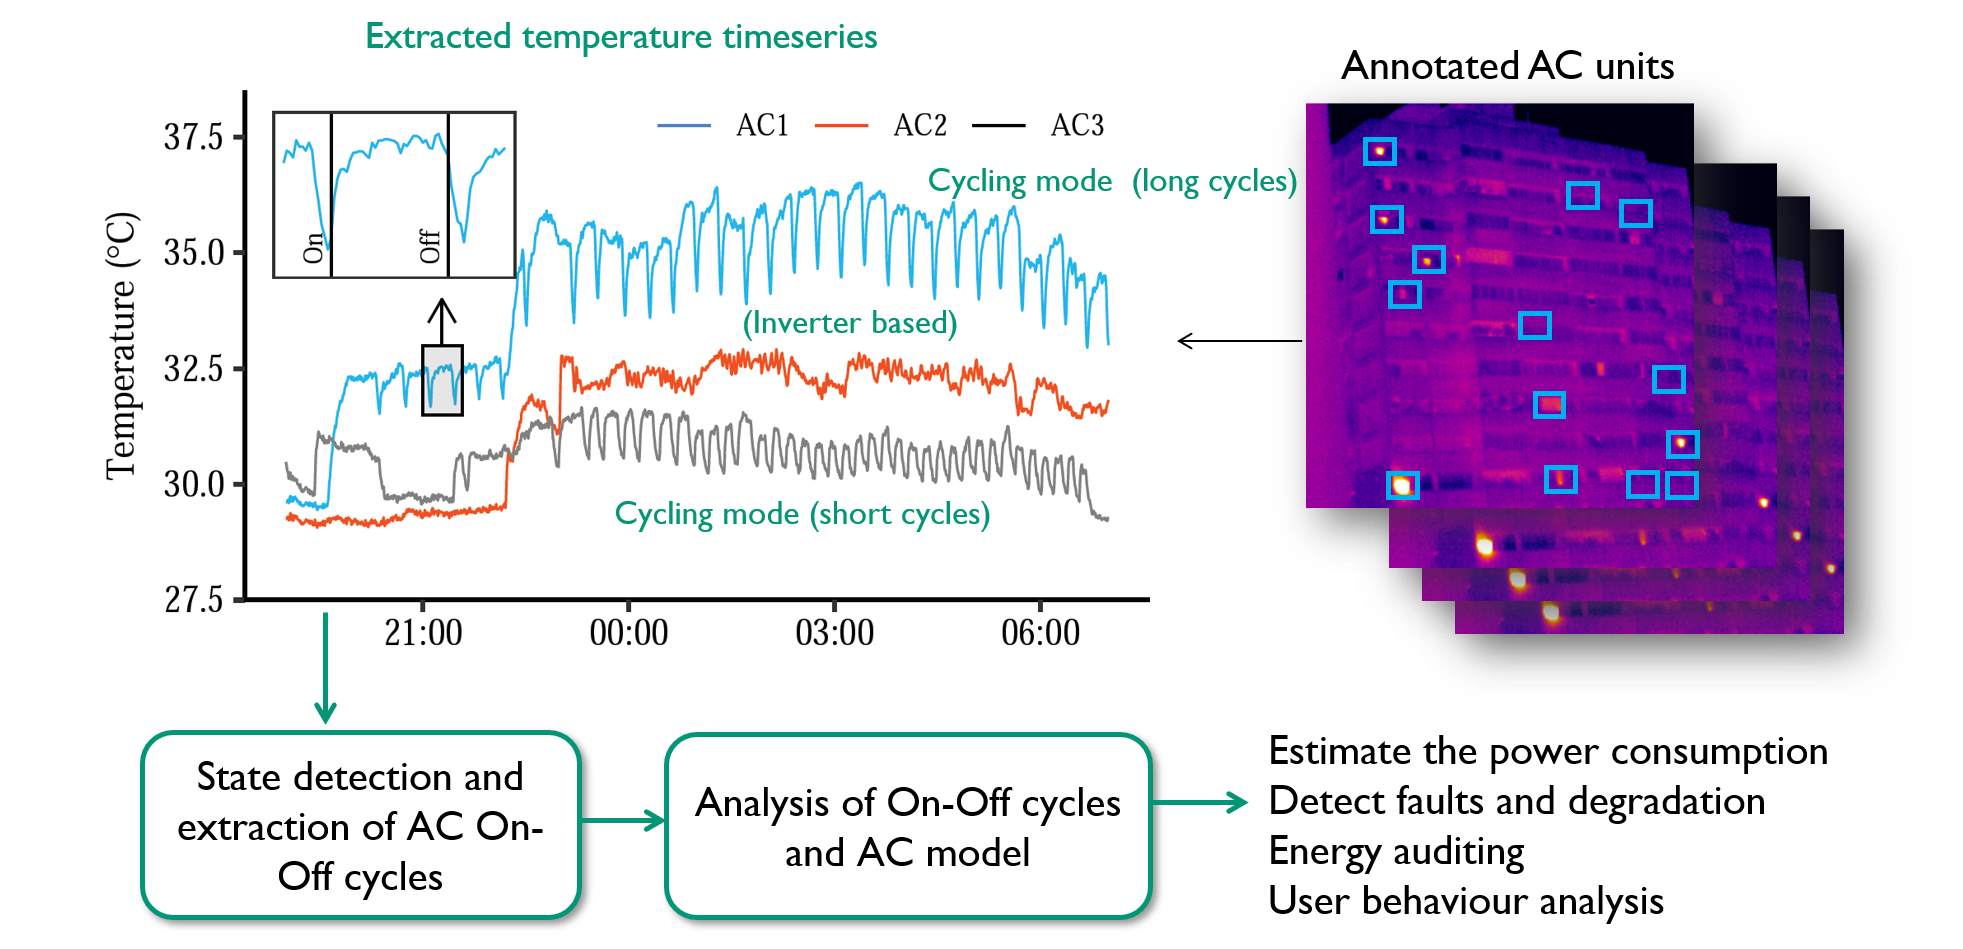 Extracted temperature timeseries
Annotated AC units
AC1 AC2 AC3
Cycling mode (long cycles)
On
Off
(Inverter based)
Cycling mode (short cycles)
Temperature (°C)
37.5
35.0
32.5
30.0
27.5
21:00 00:00 03:00 06:00
State detection and
extraction of AC On-
Off cycles
Analysis of On-Off cycles
and AC model
Estimate the power consumption
Detect faults and degradation
Energy auditing
User behaviour analysis